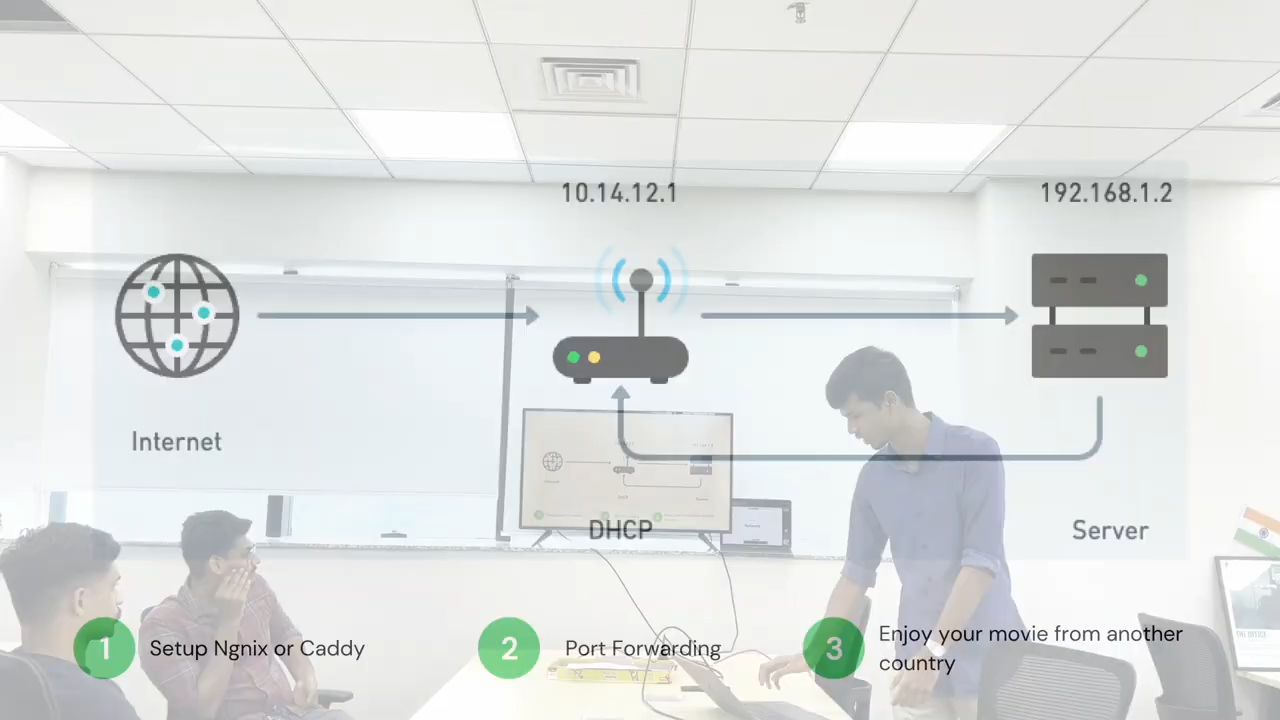 10.14.12.1
192.168.1.2
Internet
DHCP
Server
1 Setup Ngnix or Caddy
2 Port Forwarding
3 Enjoy your movie from another
country